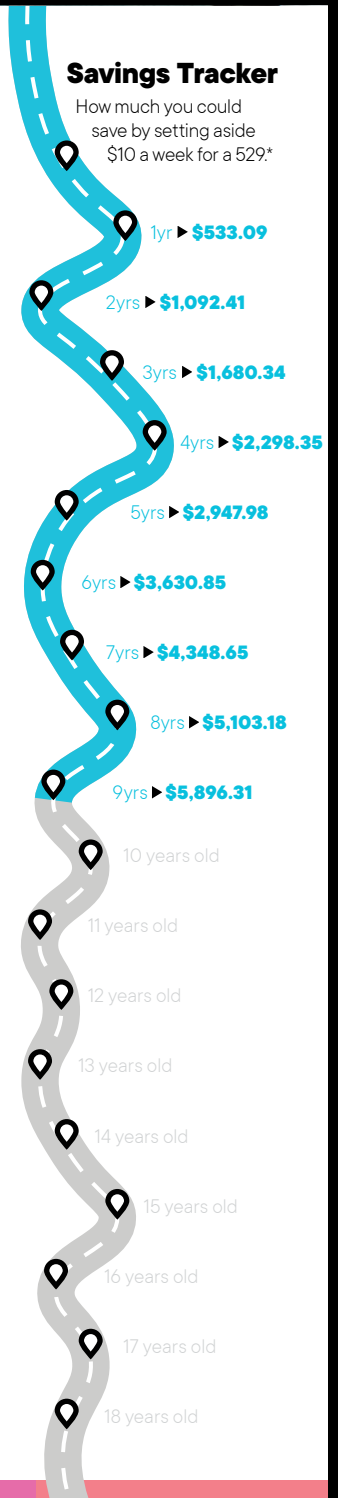 Savings Tracker
How much you could
save by setting aside
$10 a week for a 529.*
1yr ▶ $533.09
2yrs ▶ $1,092.41
3yrs ▶ $1,680.34
4yrs ▶ $2,298.35
5yrs ▶ $2,947.98
6yrs ▶ $3,630.85
7yrs ▶ $4,348.65
8yrs ▶ $5,103.18
9yrs ▶ $5,896.31
10 years old
11 years old
12 years old
13 years old
14 years old
15 years old
16 years old
17 years old
18 years old